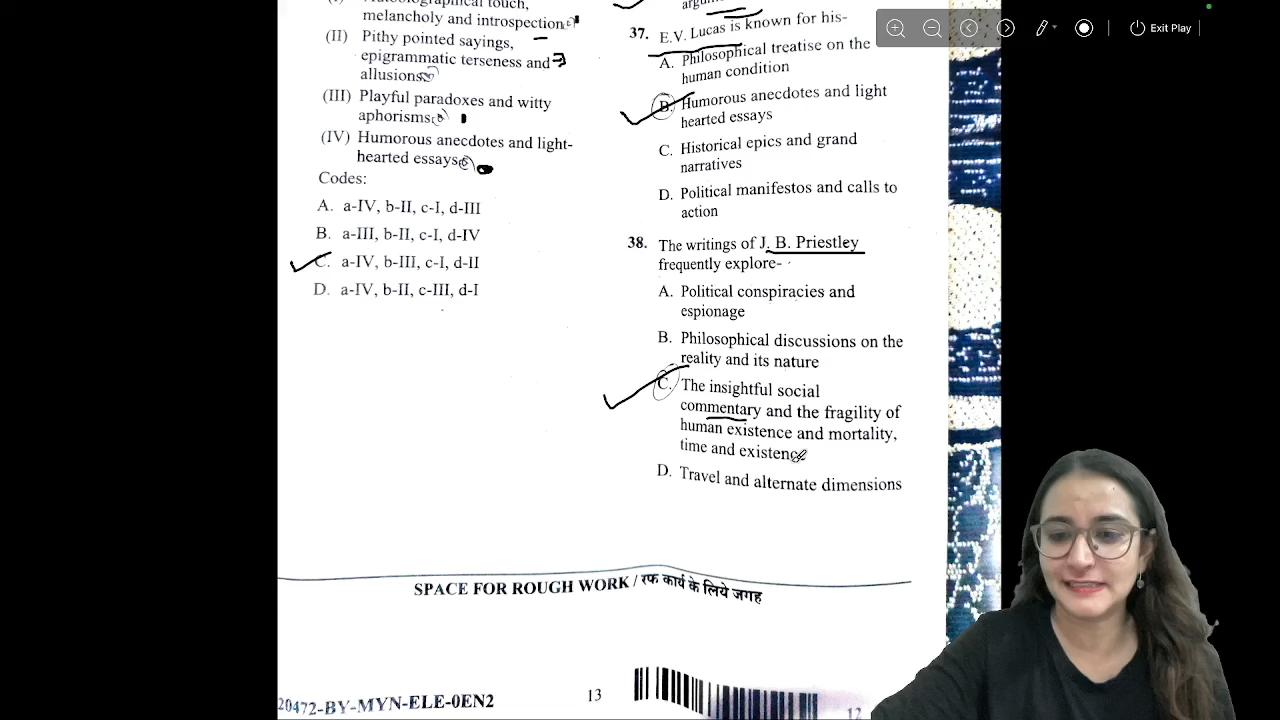 (I) Autobiographical touch,
melancholy and introspection
(II) Pithy pointed sayings,
epigrammatic terseness and
allusions
(III) Playful paradoxes and witty
aphorisms
(IV) Humorous anecdotes and light-
hearted essays
Codes:
A. a-IV, b-II, c-I, d-III
B. a-III, b-II, c-I, d-IV
C. a-IV, b-III, c-I, d-II
D. a-IV, b-II, c-III, d-I
37. E.V. Lucas is known for his-
A. Philosophical treatise on the
human condition
B. Humorous anecdotes and light
hearted essays
C. Historical epics and grand
narratives
D. Political manifestos and calls to
action
38. The writings of J. B. Priestley
frequently explore-
A. Political conspiracies and
espionage
B. Philosophical discussions on the
reality and its nature
C. The insightful social
commentary and the fragility of
human existence and mortality,
time and existence
D. Travel and alternate dimensions
SPACE FOR ROUGH WORK / रफ कार्य के लिये जगह
20472-BY-MYN-ELE-0EN2
13
12
Exit Play